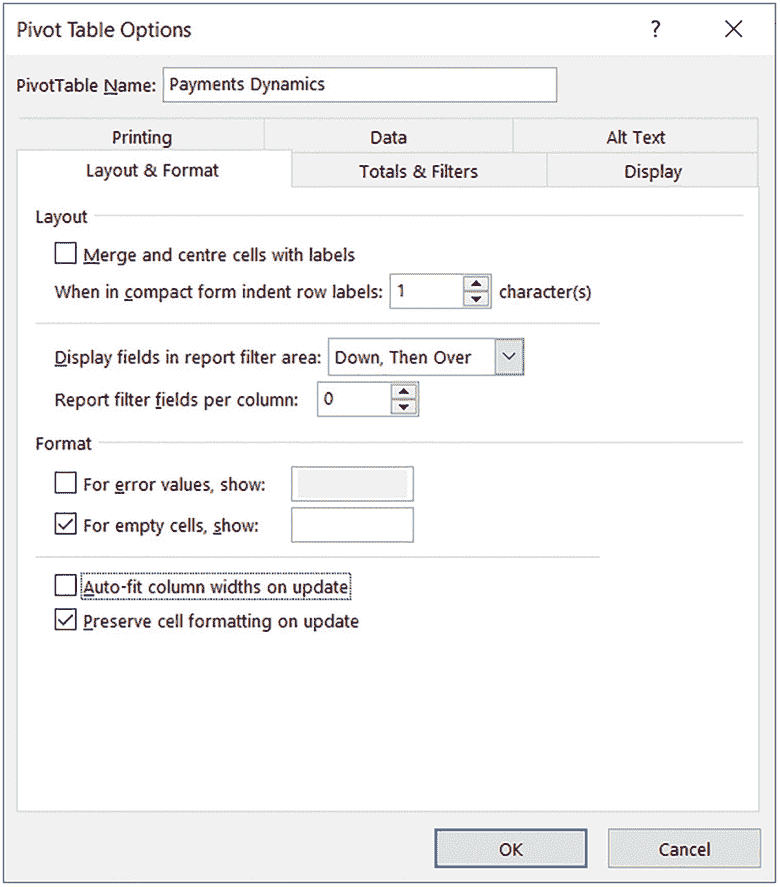 Pivot Table Options ?
PivotTable Name: Payments Dynamics
Printing Data Alt Text
Layout & Format Totals & Filters Display
Layout
Merge and centre cells with labels
When in compact form indent row labels: 1 character(s)
Display fields in report filter area: Down, Then Over
Report filter fields per column: 0
Format
For error values, show:
For empty cells, show:
Auto-fit column widths on update
Preserve cell formatting on update
OK Cancel